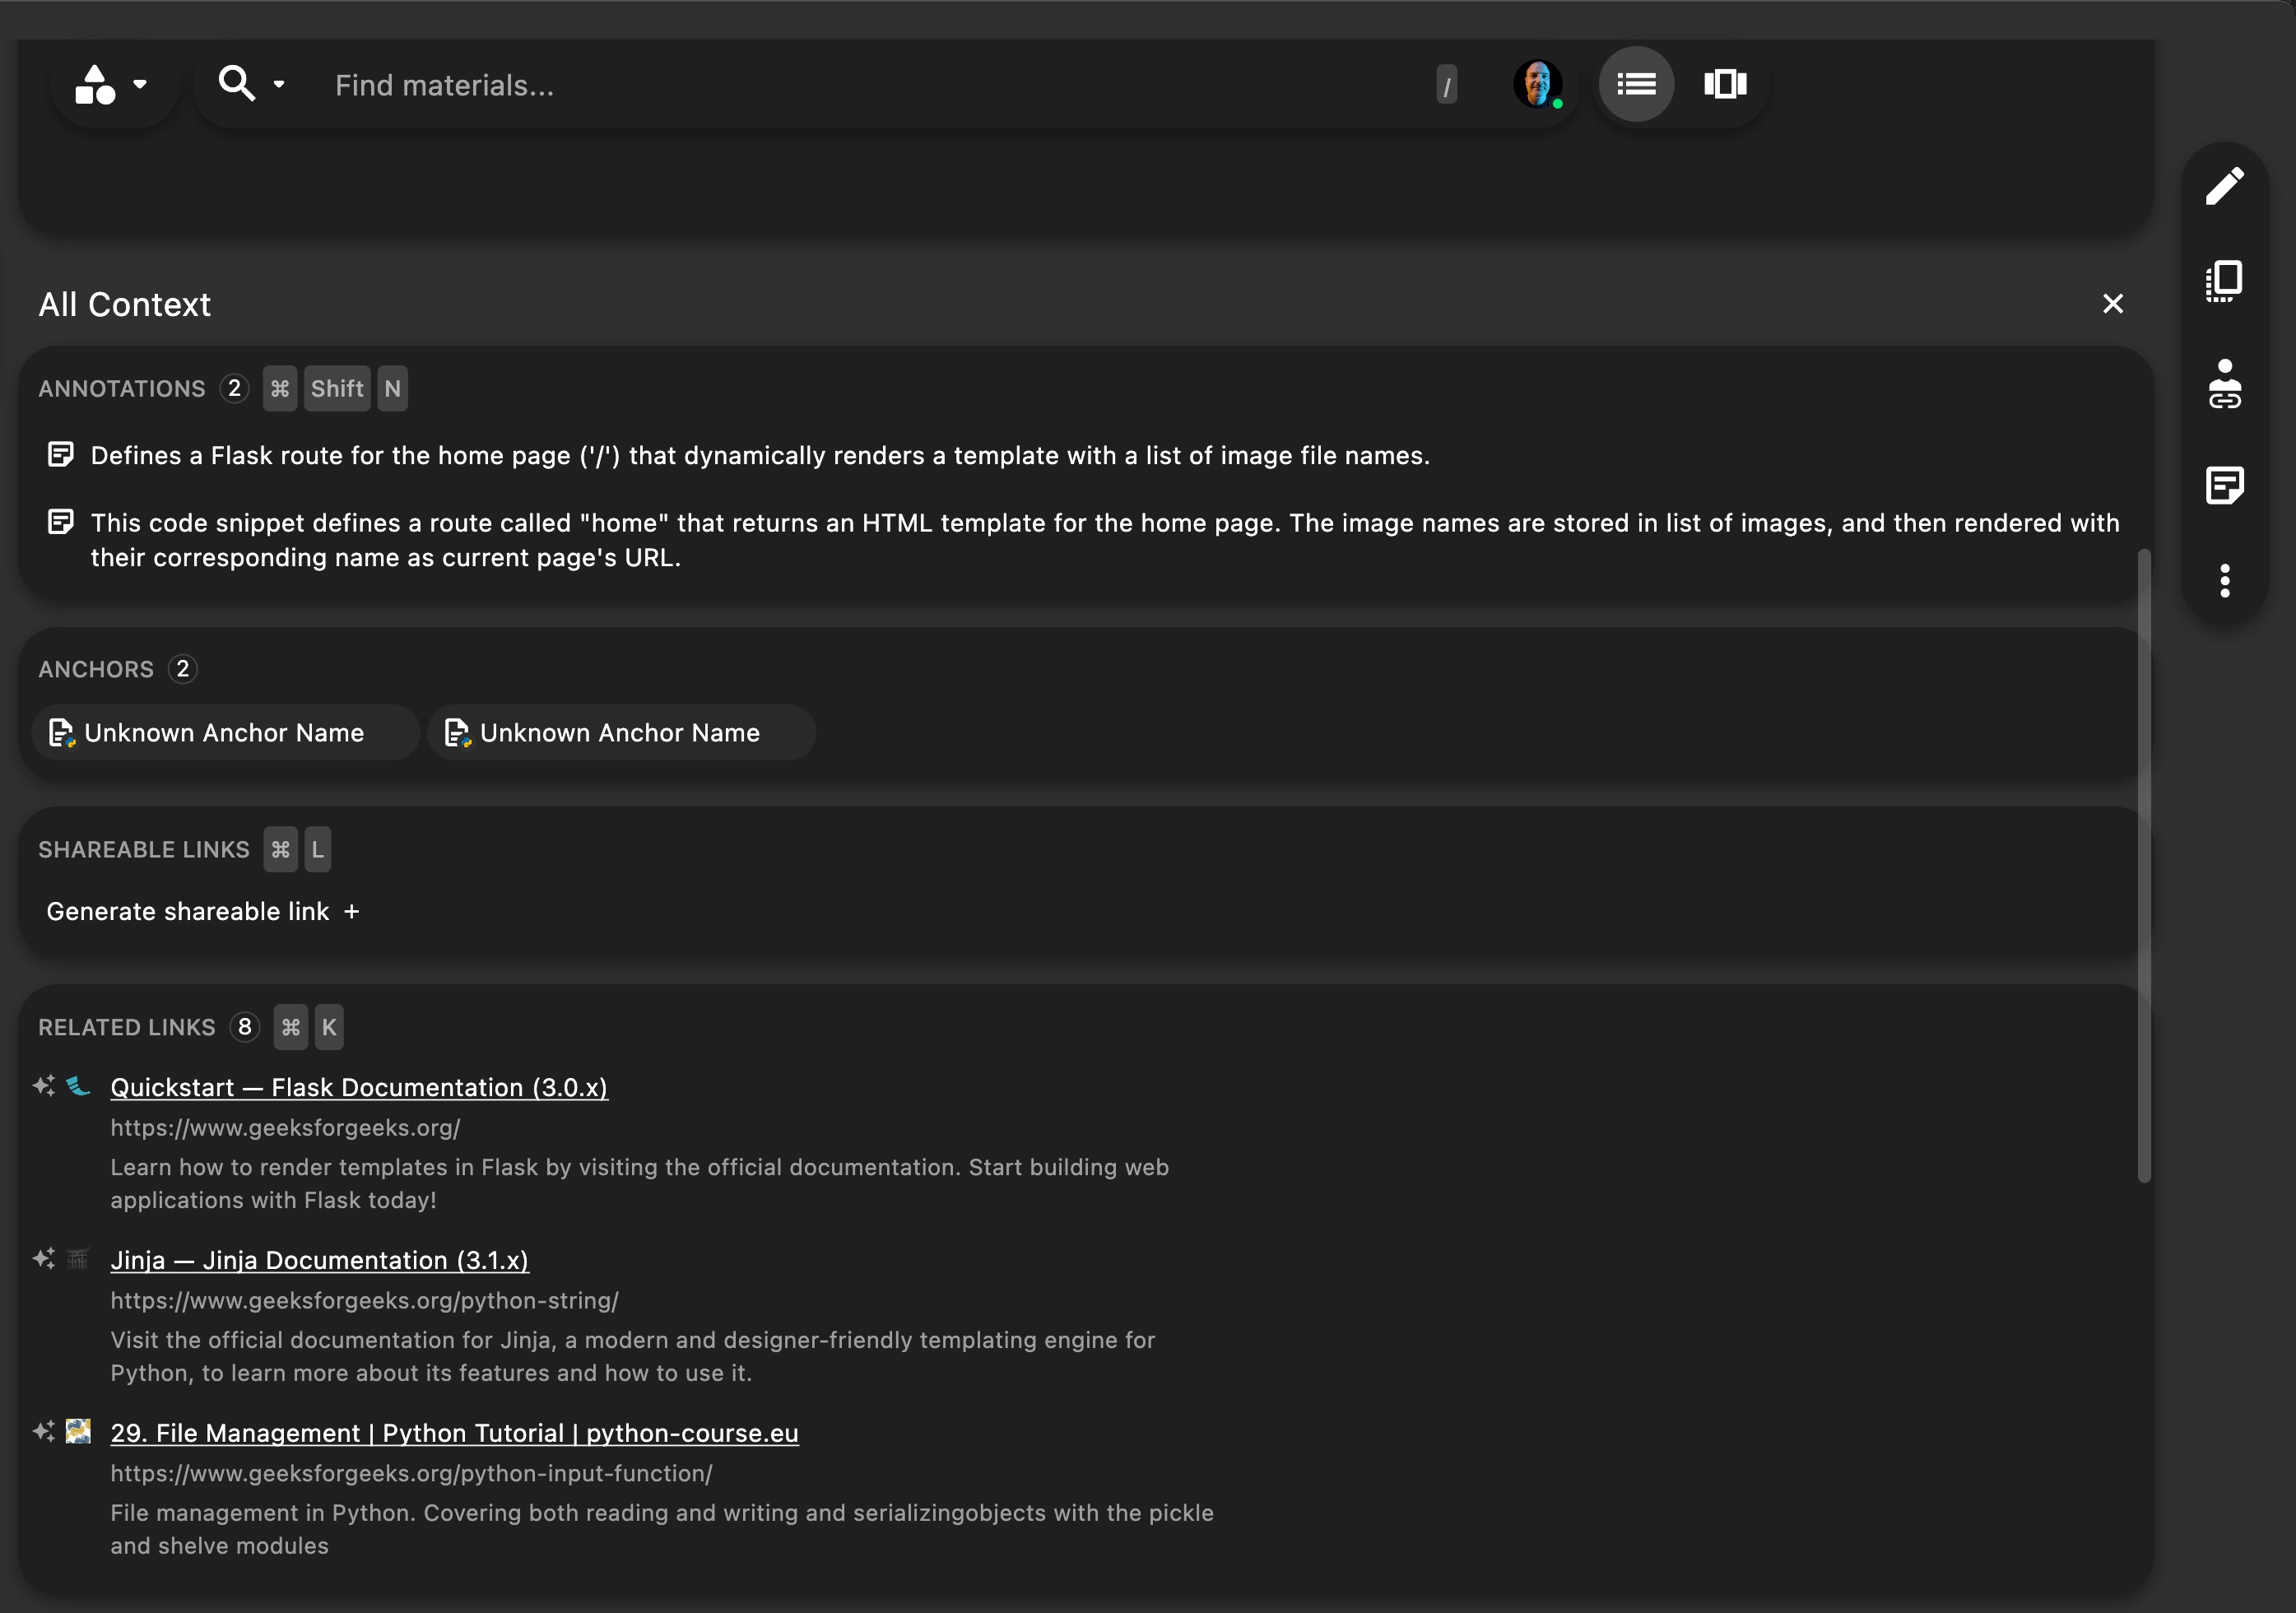 Find materials...
/
All Context
ANNOTATIONS 2 ⌘ Shift N
Defines a Flask route for the home page ('/') that dynamically renders a template with a list of image file names.
This code snippet defines a route called "home" that returns an HTML template for the home page. The image names are stored in list of images, and then rendered with
their corresponding name as current page's URL.
ANCHORS 2
Unknown Anchor Name Unknown Anchor Name
SHAREABLE LINKS ⌘ L
Generate shareable link +
RELATED LINKS 8 ⌘ K
Quickstart — Flask Documentation (3.0.x)
https://www.geeksforgeeks.org/
Learn how to render templates in Flask by visiting the official documentation. Start building web
applications with Flask today!
Jinja — Jinja Documentation (3.1.x)
https://www.geeksforgeeks.org/python-string/
Visit the official documentation for Jinja, a modern and designer-friendly templating engine for
Python, to learn more about its features and how to use it.
29. File Management | Python Tutorial | python-course.eu
https://www.geeksforgeeks.org/python-input-function/
File management in Python. Covering both reading and writing and serializingobjects with the pickle
and shelve modules